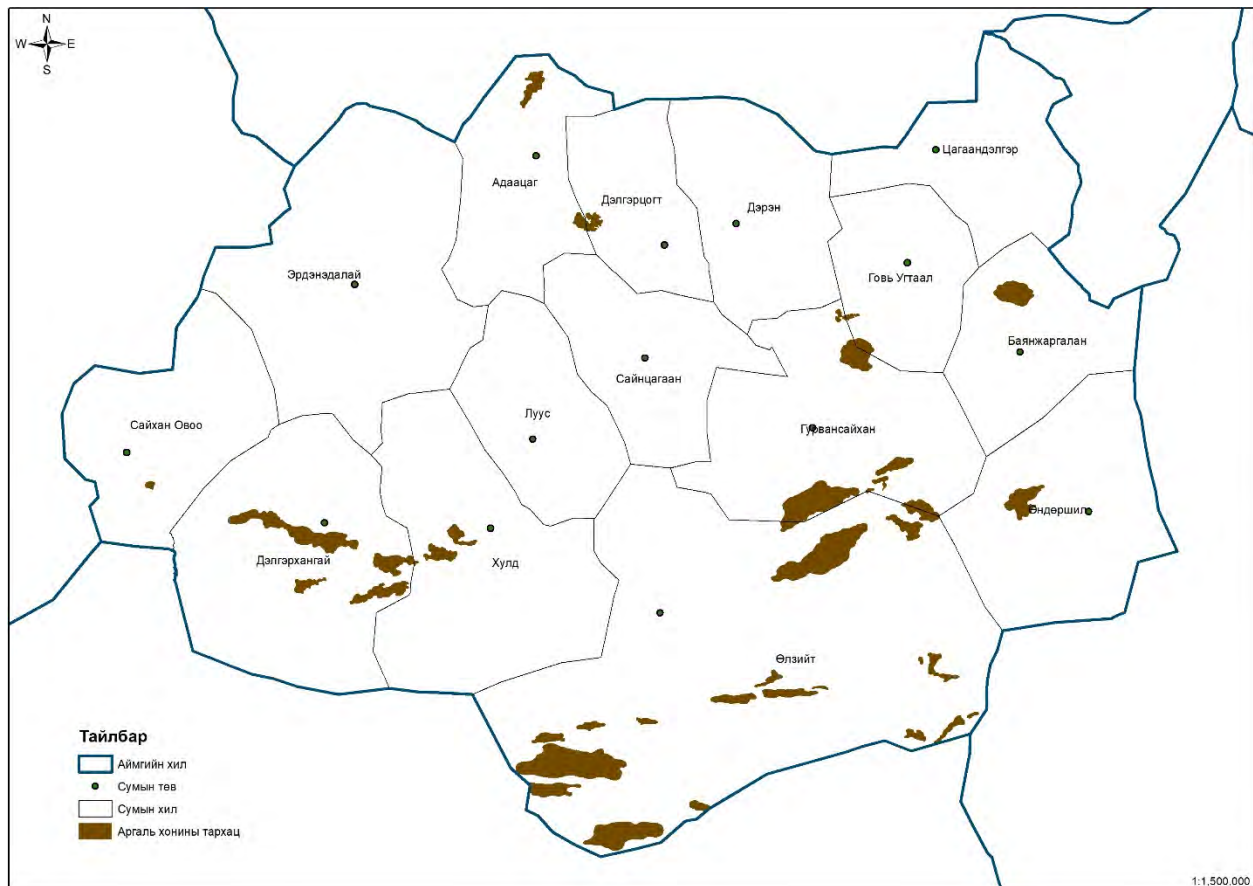 N
W E
S
Цагаандэлгэр
Адаацаг
Дэлгэрцогт
Дэрэн
Эрдэнэдалай
Говь Угтаал
Баянжаргалан
Сайнцагаан
Луус
Сайхан Овоо
Гурвансайхан
Өндөршил
Дэлгэрхангай
Хулд
Өлзийт
Тайлбар
Аймгийн хил
Сумын төв
Сумын хил
Аргаль хонины тархац
1:1,500,000